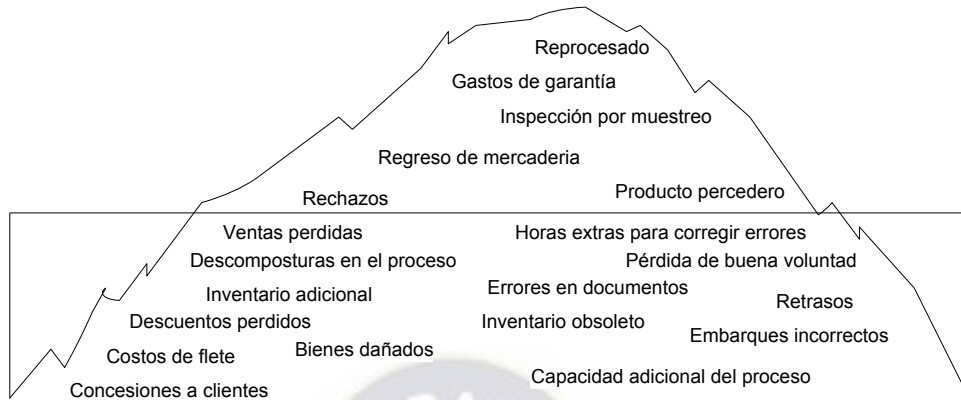 Reprocesado
Gastos de garantía
Inspección por muestreo
Regreso de mercaderia
Producto percedero
Rechazos
Ventas perdidas
Horas extras para corregir errores
Descomposturas en el proceso
Pérdida de buena voluntad
Errores en documentos
Inventario adicional
Retrasos
Descuentos perdidos
Inventario obsoleto
Embarques incorrectos
Costos de flete
Bienes dañados
Capacidad adicional del proceso
Concesiones a clientes